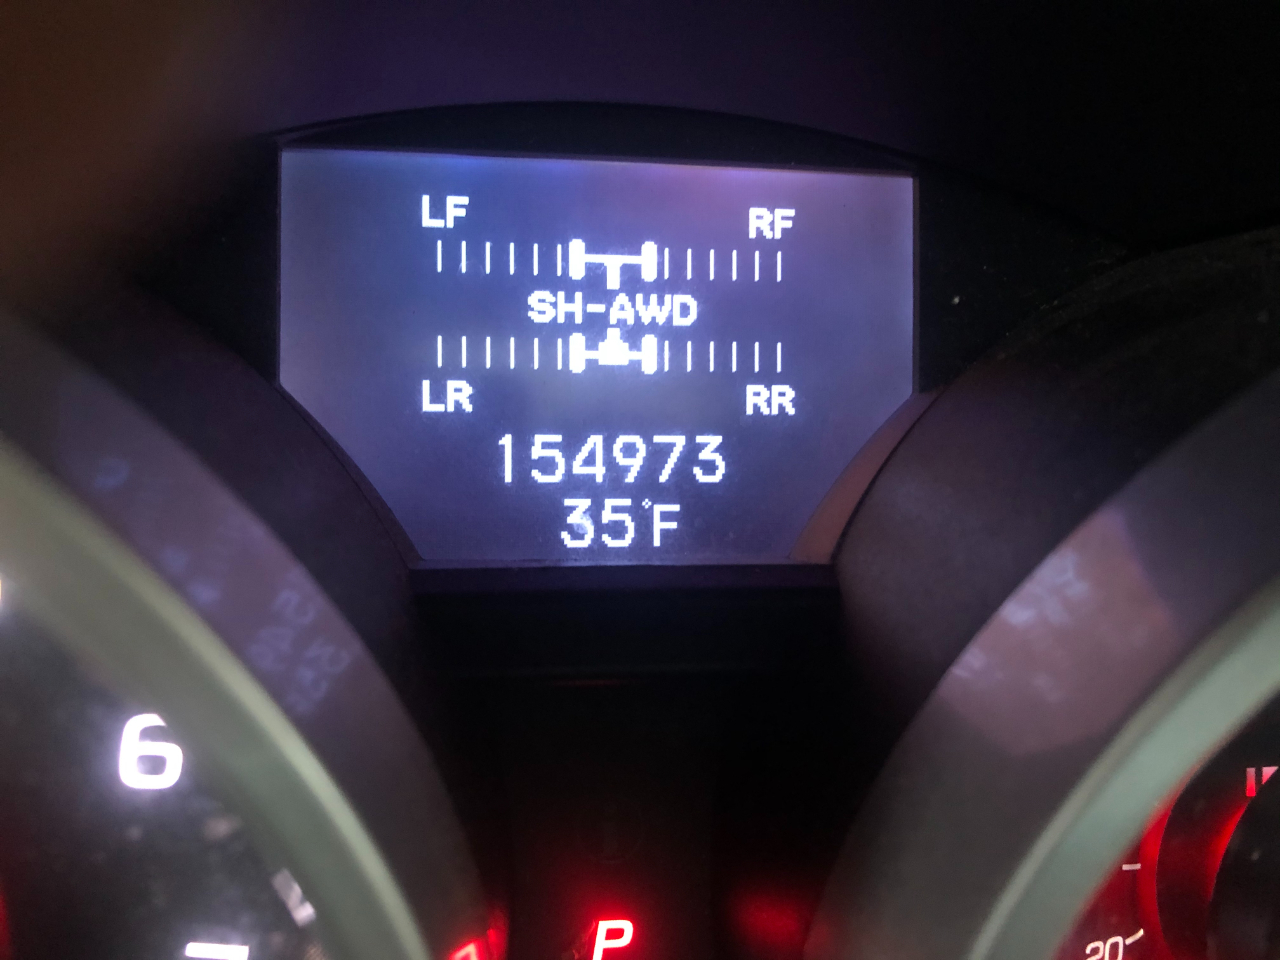 LF RF
SH-AWD
LR RR
154973
35°F
6
P
20